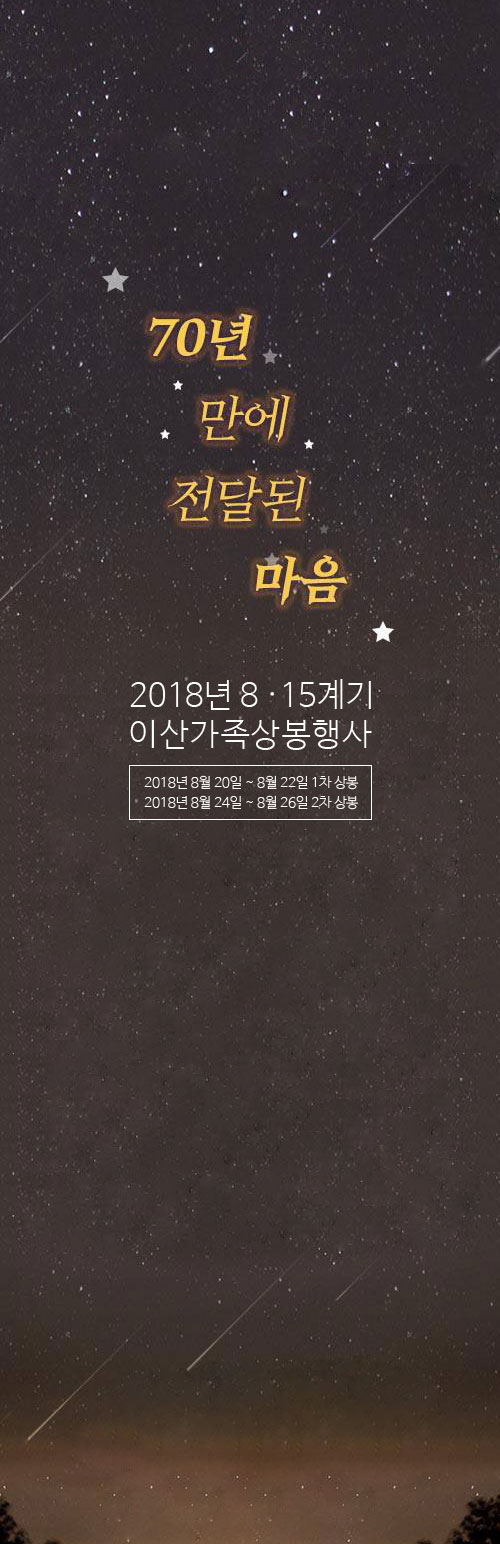 70년
만에
전달된
마음
2018년 8 · 15계기
이산가족상봉행사
2018년 8월 20일 ~ 8월 22일 1차 상봉
2018년 8월 24일 ~ 8월 26일 2차 상봉